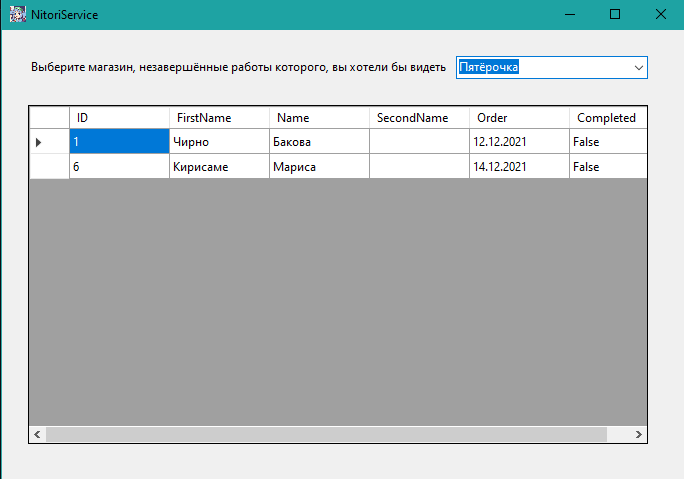 NitoriService
Выберите магазин, незавершённые работы которого, вы хотели бы видеть Пятёрочка
ID FirstName Name SecondName Order Completed
1 Чирно Бакова 12.12.2021 False
6 Кирисаме Мариса 14.12.2021 False